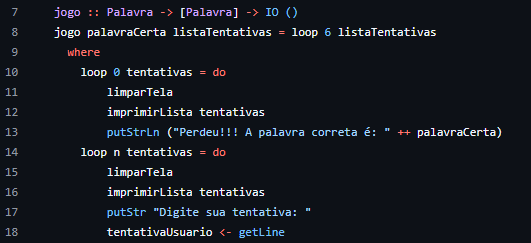 7 jogo :: Palavra -> [Palavra] -> IO ()
8 jogo palavraCerta listaTentativas = loop 6 listaTentativas
9 where
10 loop 0 tentativas = do
11 limparTela
12 imprimirLista tentativas
13 putStrLn ("Perdeu!!! A palavra correta é: " ++ palavraCerta)
14 loop n tentativas = do
15 limparTela
16 imprimirLista tentativas
17 putStr "Digite sua tentativa: "
18 tentativaUsuario <- getLine